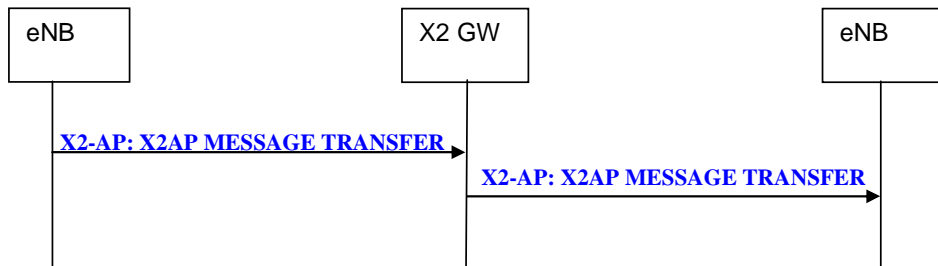 eNB
X2 GW
eNB
X2-AP: X2AP MESSAGE TRANSFER
X2-AP: X2AP MESSAGE TRANSFER